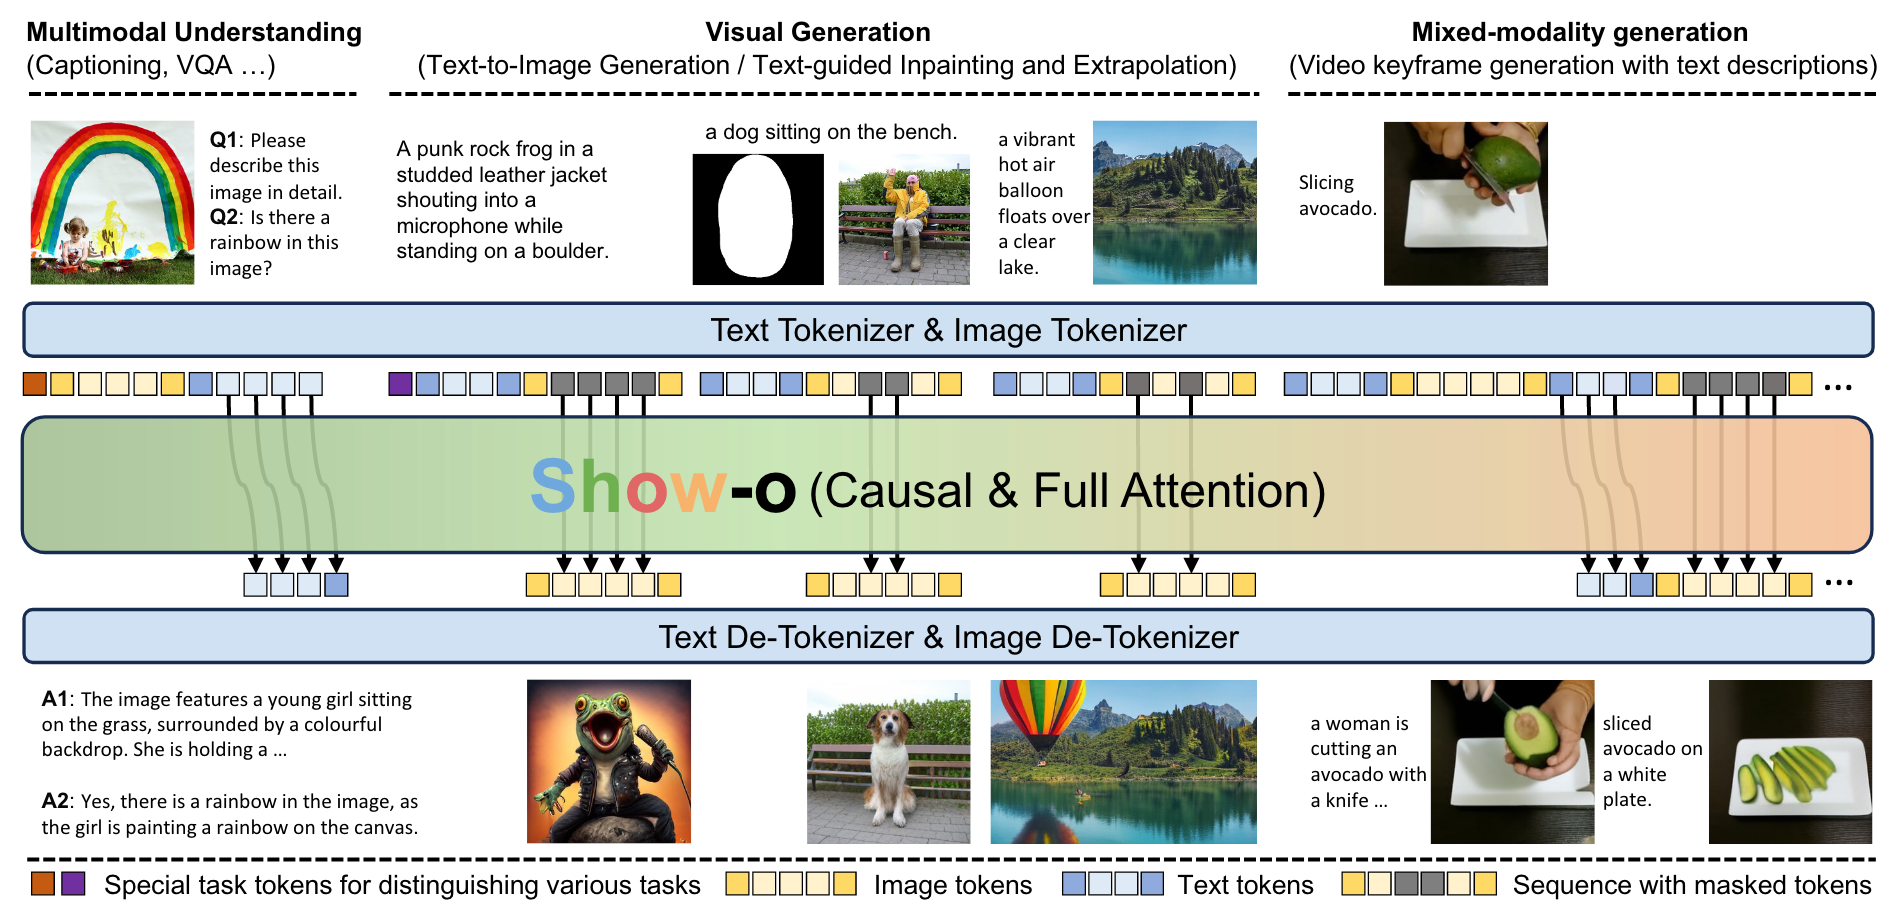 Multimodal Understanding
(Captioning, VQA …)
Visual Generation
(Text-to-Image Generation / Text-guided Inpainting and Extrapolation)
Mixed-modality generation
(Video keyframe generation with text descriptions)
Q1: Please
describe this
image in detail.
Q2: Is there a
rainbow in this
image?
A punk rock frog in a
studded leather jacket
shouting into a
microphone while
standing on a boulder.
a dog sitting on the bench.
a vibrant
hot air
balloon
floats over
a clear
lake.
Slicing
avocado.
Text Tokenizer & Image Tokenizer
...
Show-o (Causal & Full Attention)
...
Text De-Tokenizer & Image De-Tokenizer
A1: The image features a young girl sitting
on the grass, surrounded by a colourful
backdrop. She is holding a ...
A2: Yes, there is a rainbow in the image, as
the girl is painting a rainbow on the canvas.
a woman is
cutting an
avocado with
a knife ...
sliced
avocado on
a white
plate.
Special task tokens for distinguishing various tasks
Image tokens
Text tokens
Sequence with masked tokens